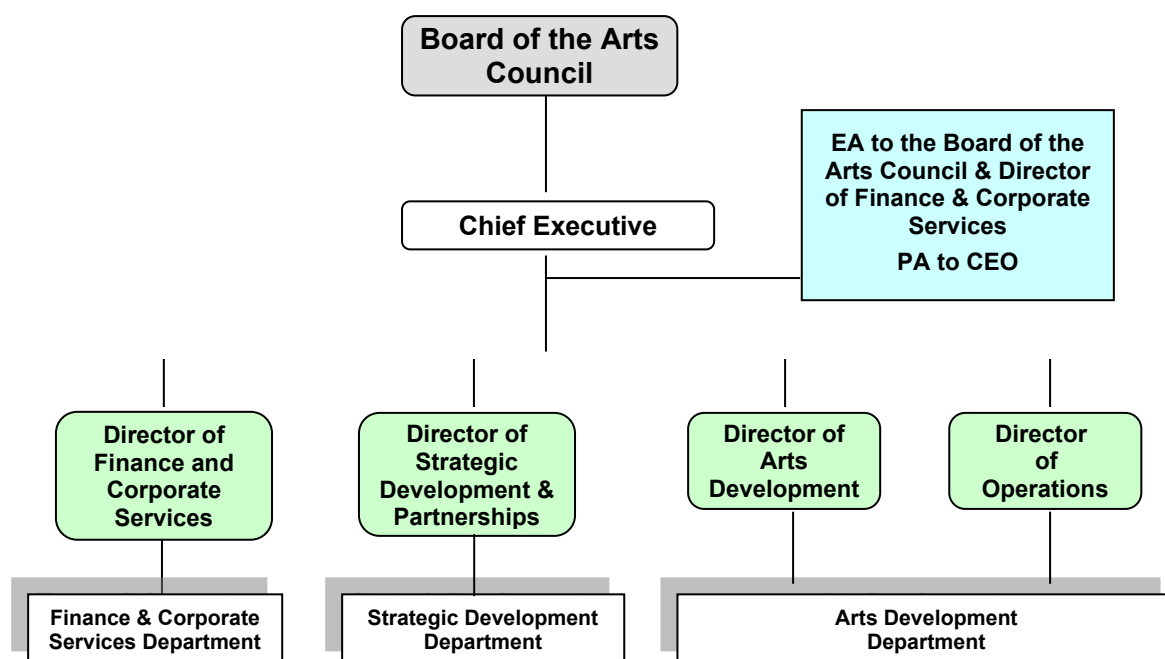 Board of the Arts
Council
EA to the Board of the
Arts Council & Director
of Finance & Corporate
Services
PA to CEO
Chief Executive
Director of
Finance and
Corporate
Services
Director of
Strategic
Development &
Partnerships
Director of
Arts
Development
Director
of
Operations
Finance & Corporate
Services Department
Strategic Development
Department
Arts Development
Department